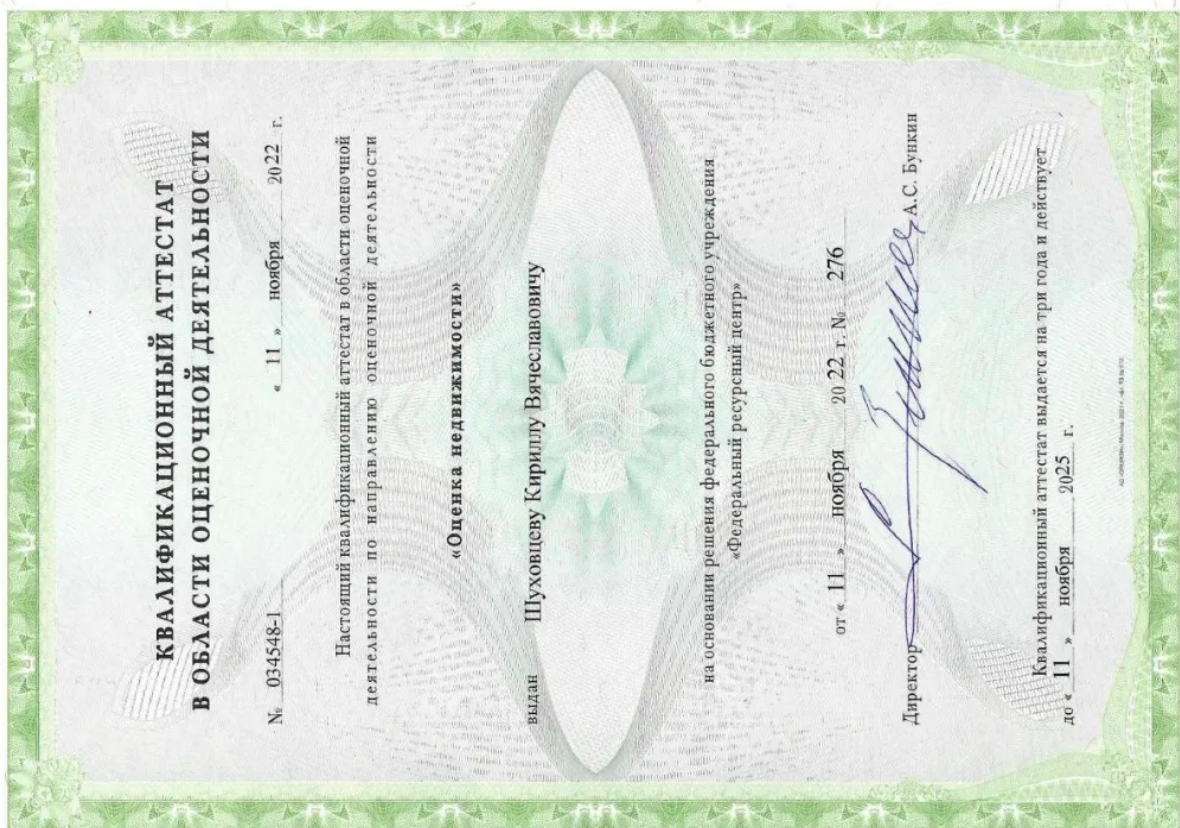 КВАЛИФИКАЦИОННЫЙ АТТЕСТАТ
В ОБЛАСТИ ОЦЕНОЧНОЙ ДЕЯТЕЛЬНОСТИ
№ 034548-1 « 11 » ноября 2022 г.
Настоящий квалификационный аттестат в области оценочной
деятельности по направлению оценочной деятельности
«Оценка недвижимости»
выдан Шуховцеву Кириллу Вячеславовичу
на основании решения федерального бюджетного учреждения
«Федеральный ресурсный центр»
от « 11 » ноября 20 22 г. № 276
Директор А.С. Бункин
Квалификационный аттестат выдается на три года и действует
до « 11 » ноября 2025 г.